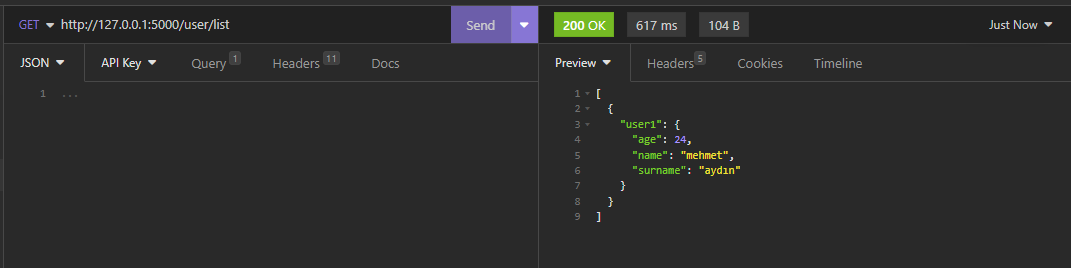 GET http://127.0.0.1:5000/user/list Send 200 OK 617 ms 104 B Just Now
JSON API Key Query 1 Headers 11 Docs Preview Headers 5 Cookies Timeline
1 ...
1 [
2 {
3 "user1": {
4 "age": 24,
5 "name": "mehmet",
6 "surname": "aydın"
7 }
8 }
9 ]